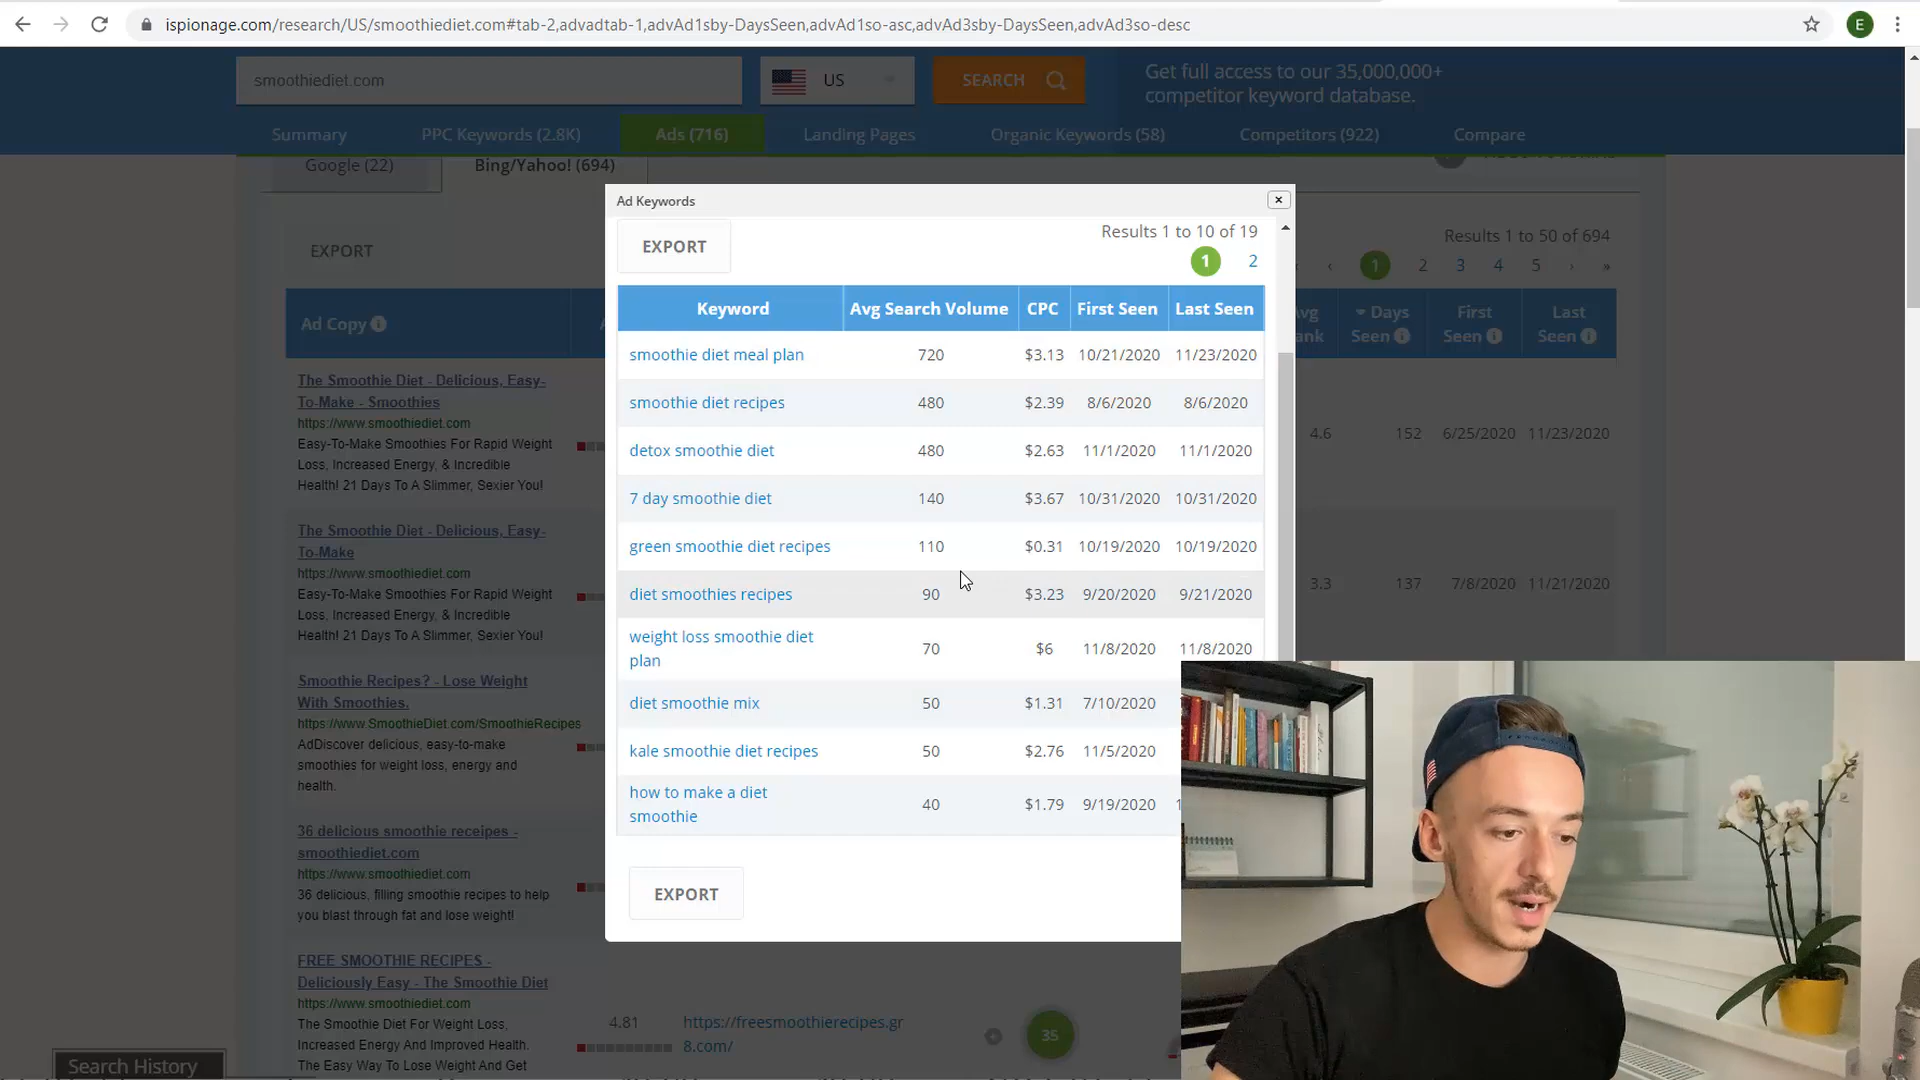 ispionage.com/research/US/smoothiediet.com#tab-2,advadtab-1,advAd1sby-DaysSeen,advAd1so-asc,advAd3sby-DaysSeen,advAd3so-desc
E
smoothiediet.com
US
SEARCH
Get full access to our 35,000,000+
competitor keyword database.
Summary
PPC Keywords (2.8K)
Ads (716)
Landing Pages
Organic Keywords (58)
Competitors (922)
Compare
Google (22)
Bing/Yahoo! (694)
EXPORT
Results 1 to 50 of 694
‹ 1 2 3 4 5 › »
Ad Copy
Days
Seen
First
Seen
Last
Seen
The Smoothie Diet - Delicious, Easy-
To-Make - Smoothies
https://www.smoothiediet.com
Easy-To-Make Smoothies For Rapid Weight
Loss, Increased Energy, & Incredible
Health! 21 Days To A Slimmer, Sexier You!
4.6 152 6/25/2020 11/23/2020
The Smoothie Diet - Delicious, Easy-
To-Make
https://www.smoothiediet.com
Easy-To-Make Smoothies For Rapid Weight
Loss, Increased Energy, & Incredible
Health! 21 Days To A Slimmer, Sexier You!
3.3 137 7/8/2020 11/21/2020
Smoothie Recipes? - Lose Weight
With Smoothies.
https://www.SmoothieDiet.com/SmoothieRecipes
AdDiscover delicious, easy-to-make
smoothies for weight loss, energy and
health.
36 delicious smoothie receipes -
smoothiediet.com
https://www.smoothiediet.com
36 delicious, filling smoothie recipes to help
you blast through fat and lose weight!
FREE SMOOTHIE RECIPES -
Deliciously Easy - The Smoothie Diet
https://www.smoothiediet.com
The Smoothie Diet For Weight Loss,
Increased Energy And Improved Health.
The Easy Way To Lose Weight And Get
4.81
https://freesmoothierecipes.gr
8.com/
35
Search History
Ad Keywords
×
EXPORT
Results 1 to 10 of 19
1 2
Keyword Avg Search Volume CPC First Seen Last Seen
smoothie diet meal plan 720 $3.13 10/21/2020 11/23/2020
smoothie diet recipes 480 $2.39 8/6/2020 8/6/2020
detox smoothie diet 480 $2.63 11/1/2020 11/1/2020
7 day smoothie diet 140 $3.67 10/31/2020 10/31/2020
green smoothie diet recipes 110 $0.31 10/19/2020 10/19/2020
diet smoothies recipes 90 $3.23 9/20/2020 9/21/2020
weight loss smoothie diet
plan 70 $6 11/8/2020 11/8/2020
diet smoothie mix 50 $1.31 7/10/2020
kale smoothie diet recipes 50 $2.76 11/5/2020
how to make a diet
smoothie 40 $1.79 9/19/2020
EXPORT